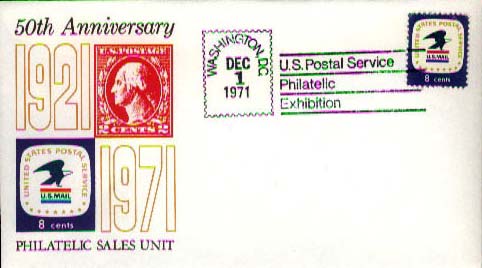 50th Anniversary
1921
U.S. POSTAGE
2 CENTS 2
UNITED STATES POSTAL SERVICE
U.S. MAIL
8 cents
1971
PHILATELIC SALES UNIT
WASHINGTON, DC
DEC
1
1971
U.S. Postal Service
Philatelic
Exhibition
UNITED STATES POSTAL SERVICE
U.S. MAIL
8 cents